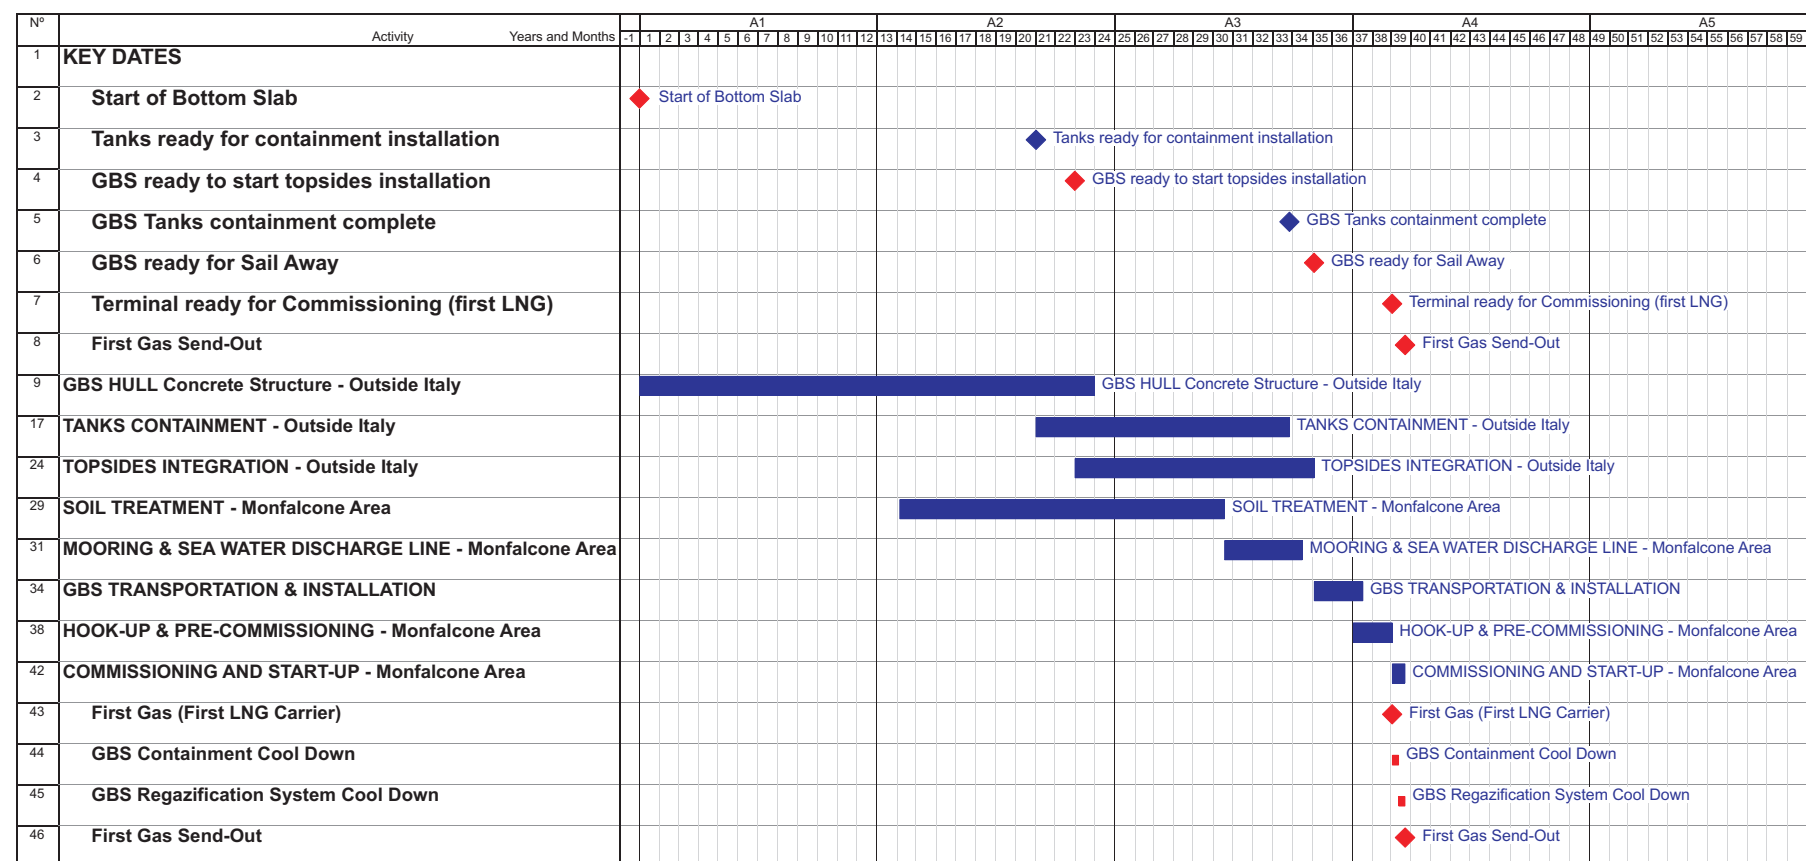 Nº Activity Years and Months A1 A2 A3 A4 A5
-1 1 2 3 4 5 6 7 8 9 10 11 12 13 14 15 16 17 18 19 20 21 22 23 24 25 26 27 28 29 30 31 32 33 34 35 36 37 38 39 40 41 42 43 44 45 46 47 48 49 50 51 52 53 54 55 56 57 58 59
1 KEY DATES
2 Start of Bottom Slab Start of Bottom Slab
3 Tanks ready for containment installation Tanks ready for containment installation
4 GBS ready to start topsides installation GBS ready to start topsides installation
5 GBS Tanks containment complete GBS Tanks containment complete
6 GBS ready for Sail Away GBS ready for Sail Away
7 Terminal ready for Commissioning (first LNG) Terminal ready for Commissioning (first LNG)
8 First Gas Send-Out First Gas Send-Out
9 GBS HULL Concrete Structure - Outside Italy GBS HULL Concrete Structure - Outside Italy
17 TANKS CONTAINMENT - Outside Italy TANKS CONTAINMENT - Outside Italy
24 TOPSIDES INTEGRATION - Outside Italy TOPSIDES INTEGRATION - Outside Italy
29 SOIL TREATMENT - Monfalcone Area SOIL TREATMENT - Monfalcone Area
31 MOORING & SEA WATER DISCHARGE LINE - Monfalcone Area MOORING & SEA WATER DISCHARGE LINE - Monfalcone Area
34 GBS TRANSPORTATION & INSTALLATION GBS TRANSPORTATION & INSTALLATION
38 HOOK-UP & PRE-COMMISSIONING - Monfalcone Area HOOK-UP & PRE-COMMISSIONING - Monfalcone Area
42 COMMISSIONING AND START-UP - Monfalcone Area COMMISSIONING AND START-UP - Monfalcone Area
43 First Gas (First LNG Carrier) First Gas (First LNG Carrier)
44 GBS Containment Cool Down GBS Containment Cool Down
45 GBS Regazification System Cool Down GBS Regazification System Cool Down
46 First Gas Send-Out First Gas Send-Out